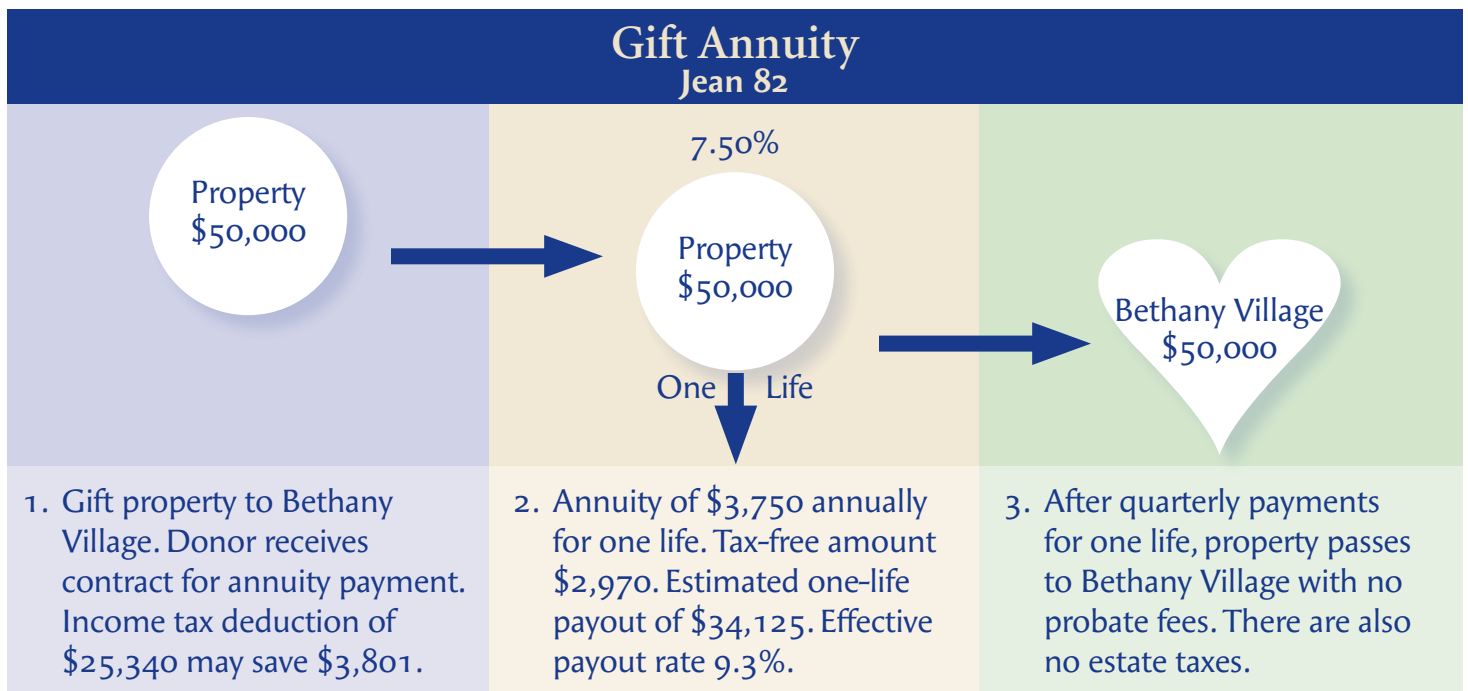 Gift Annuity
Jean 82
Property
$50,000
7.50%
Property
$50,000
One Life
Bethany Village
$50,000
1. Gift property to Bethany
Village. Donor receives
contract for annuity payment.
Income tax deduction of
$25,340 may save $3,801.
2. Annuity of $3,750 annually
for one life. Tax-free amount
$2,970. Estimated one-life
payout of $34,125. Effective
payout rate 9.3%.
3. After quarterly payments
for one life, property passes
to Bethany Village with no
probate fees. There are also
no estate taxes.